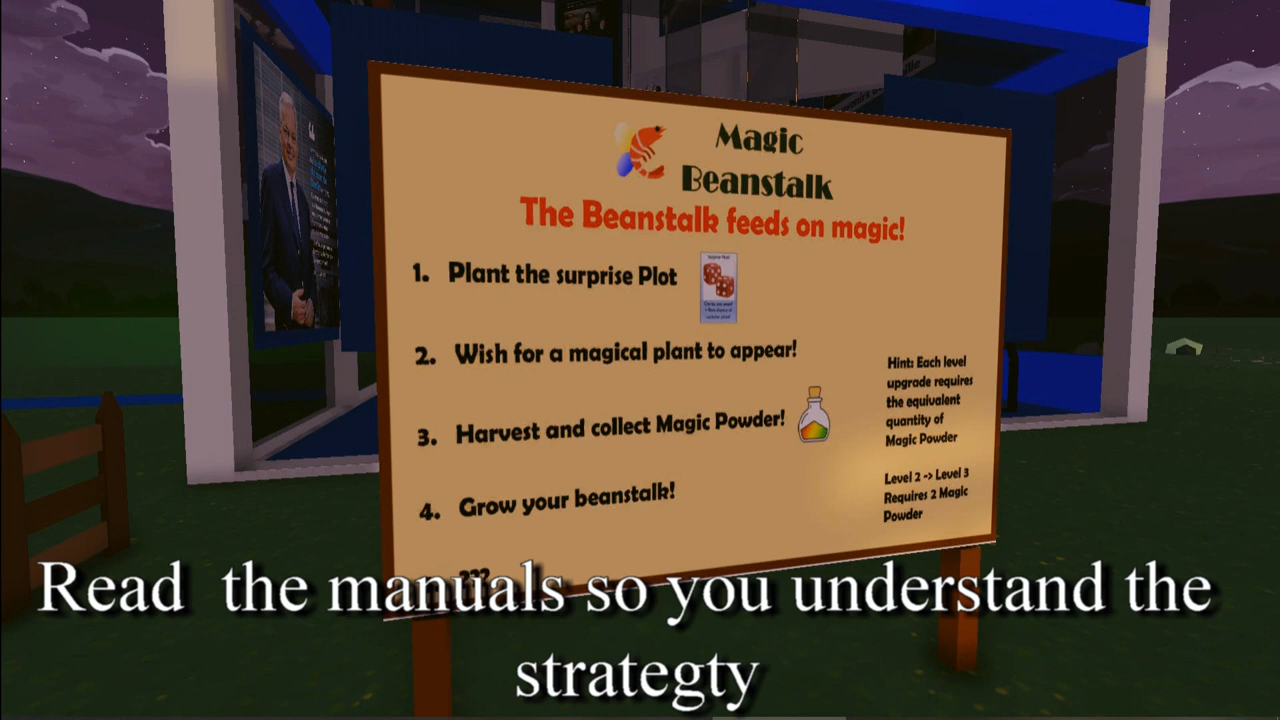 Magic
Beanstalk
The Beanstalk feeds on magic!
1. Plant the surprise Plot
2. Wish for a magical plant to appear!
3. Harvest and collect Magic Powder!
4. Grow your beanstalk!
???
Hint: Each level
upgrade requires
the equivalent
quantity of
Magic Powder
Level 2 -> Level 3
Requires 2 Magic
Powder
Read the manuals so you understand the
strategty